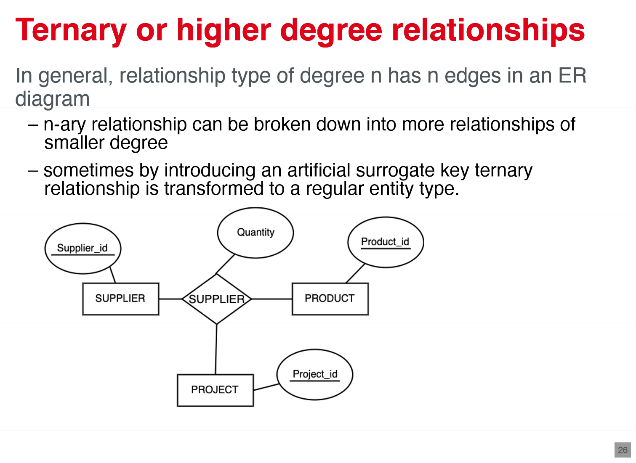 Ternary or higher degree relationships
In general, relationship type of degree n has n edges in an ER
diagram
– n-ary relationship can be broken down into more relationships of
smaller degree
– sometimes by introducing an artificial surrogate key ternary
relationship is transformed to a regular entity type.
Quantity
Supplier_id
Product_id
SUPPLIER
SUPPLIER
PRODUCT
PROJECT
Project_id
26